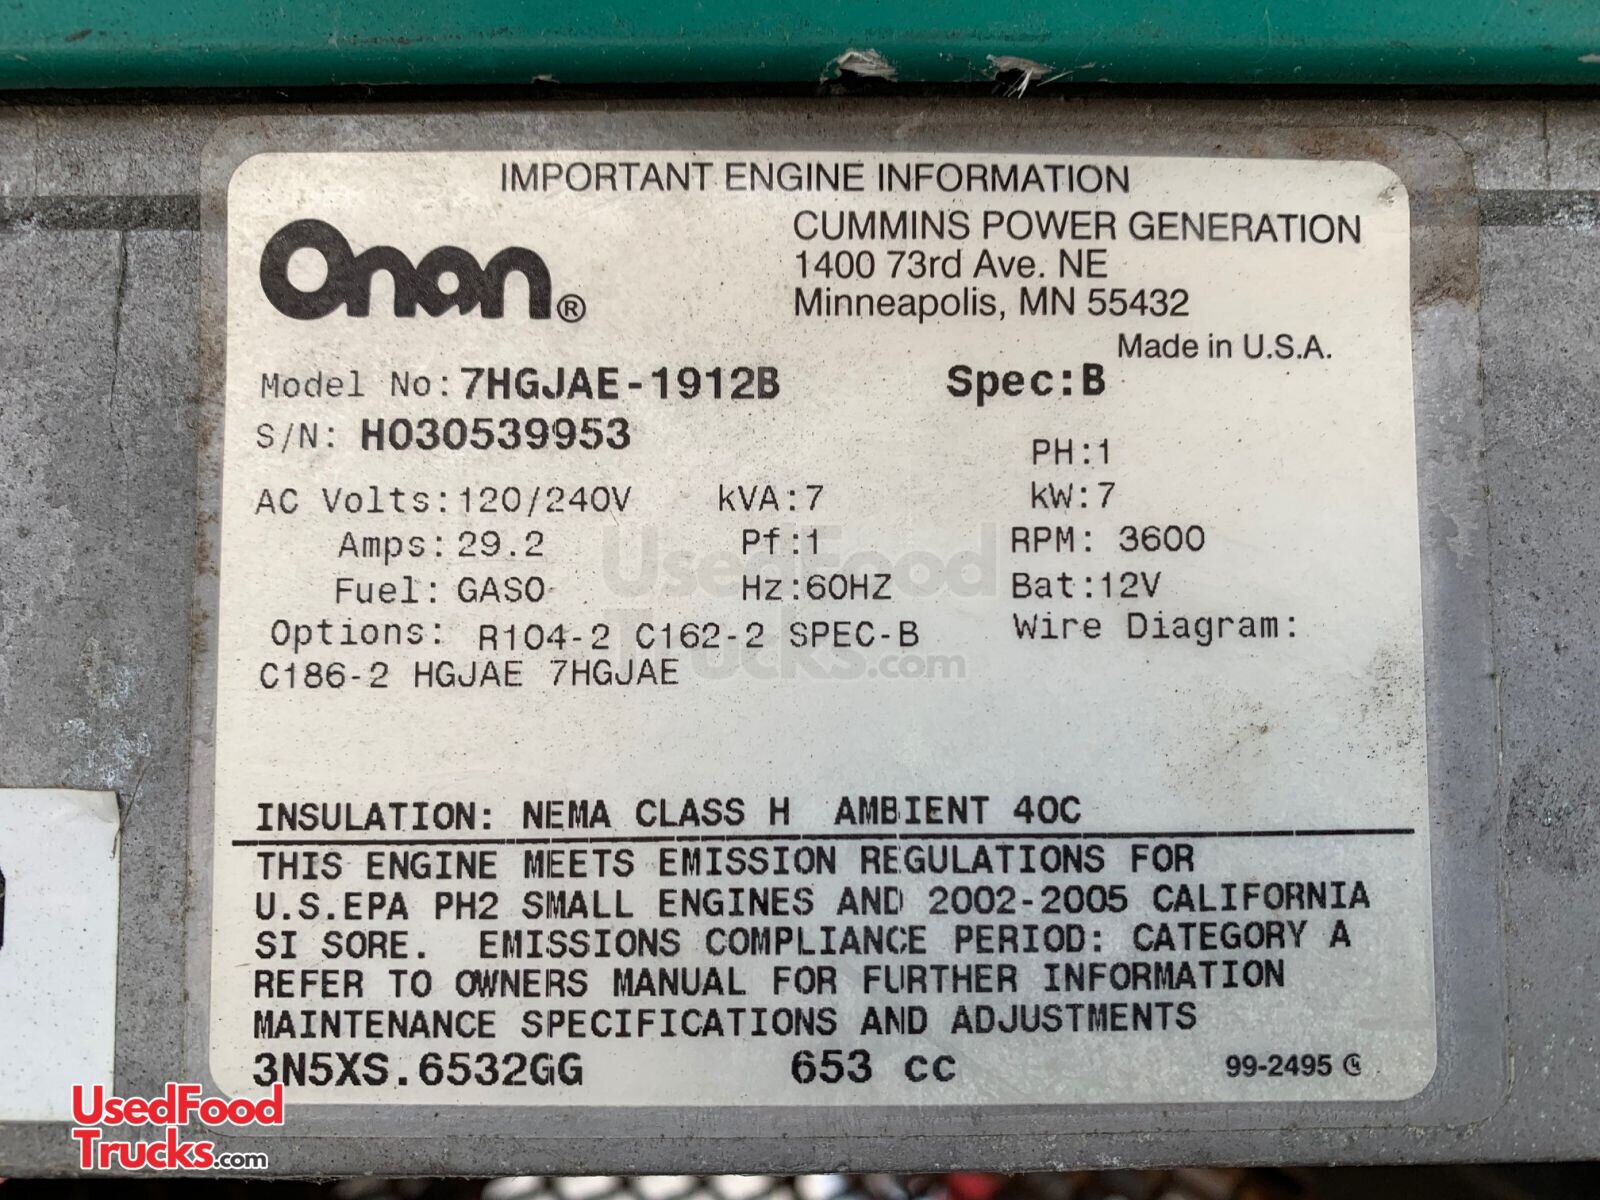 IMPORTANT ENGINE INFORMATION
Onan®
CUMMINS POWER GENERATION
1400 73rd Ave. NE
Minneapolis, MN 55432
Made in U.S.A.
Model No: 7HGJAE-1912B Spec:B
S/N: H030539953
PH:1
AC Volts:120/240V kVA:7 kW:7
Amps:29.2 Pf:1 RPM: 3600
Fuel: GASO Hz:60HZ Bat:12V
Options: R104-2 C162-2 SPEC-B Wire Diagram:
C186-2 HGJAE 7HGJAE
UsedFood
Trucks.com
INSULATION: NEMA CLASS H AMBIENT 40C
THIS ENGINE MEETS EMISSION REGULATIONS FOR
U.S.EPA PH2 SMALL ENGINES AND 2002-2005 CALIFORNIA
SI SORE. EMISSIONS COMPLIANCE PERIOD: CATEGORY A
REFER TO OWNERS MANUAL FOR FURTHER INFORMATION
MAINTENANCE SPECIFICATIONS AND ADJUSTMENTS
3N5XS.6532GG 653 cc 99-2495
UsedFood
Trucks.com